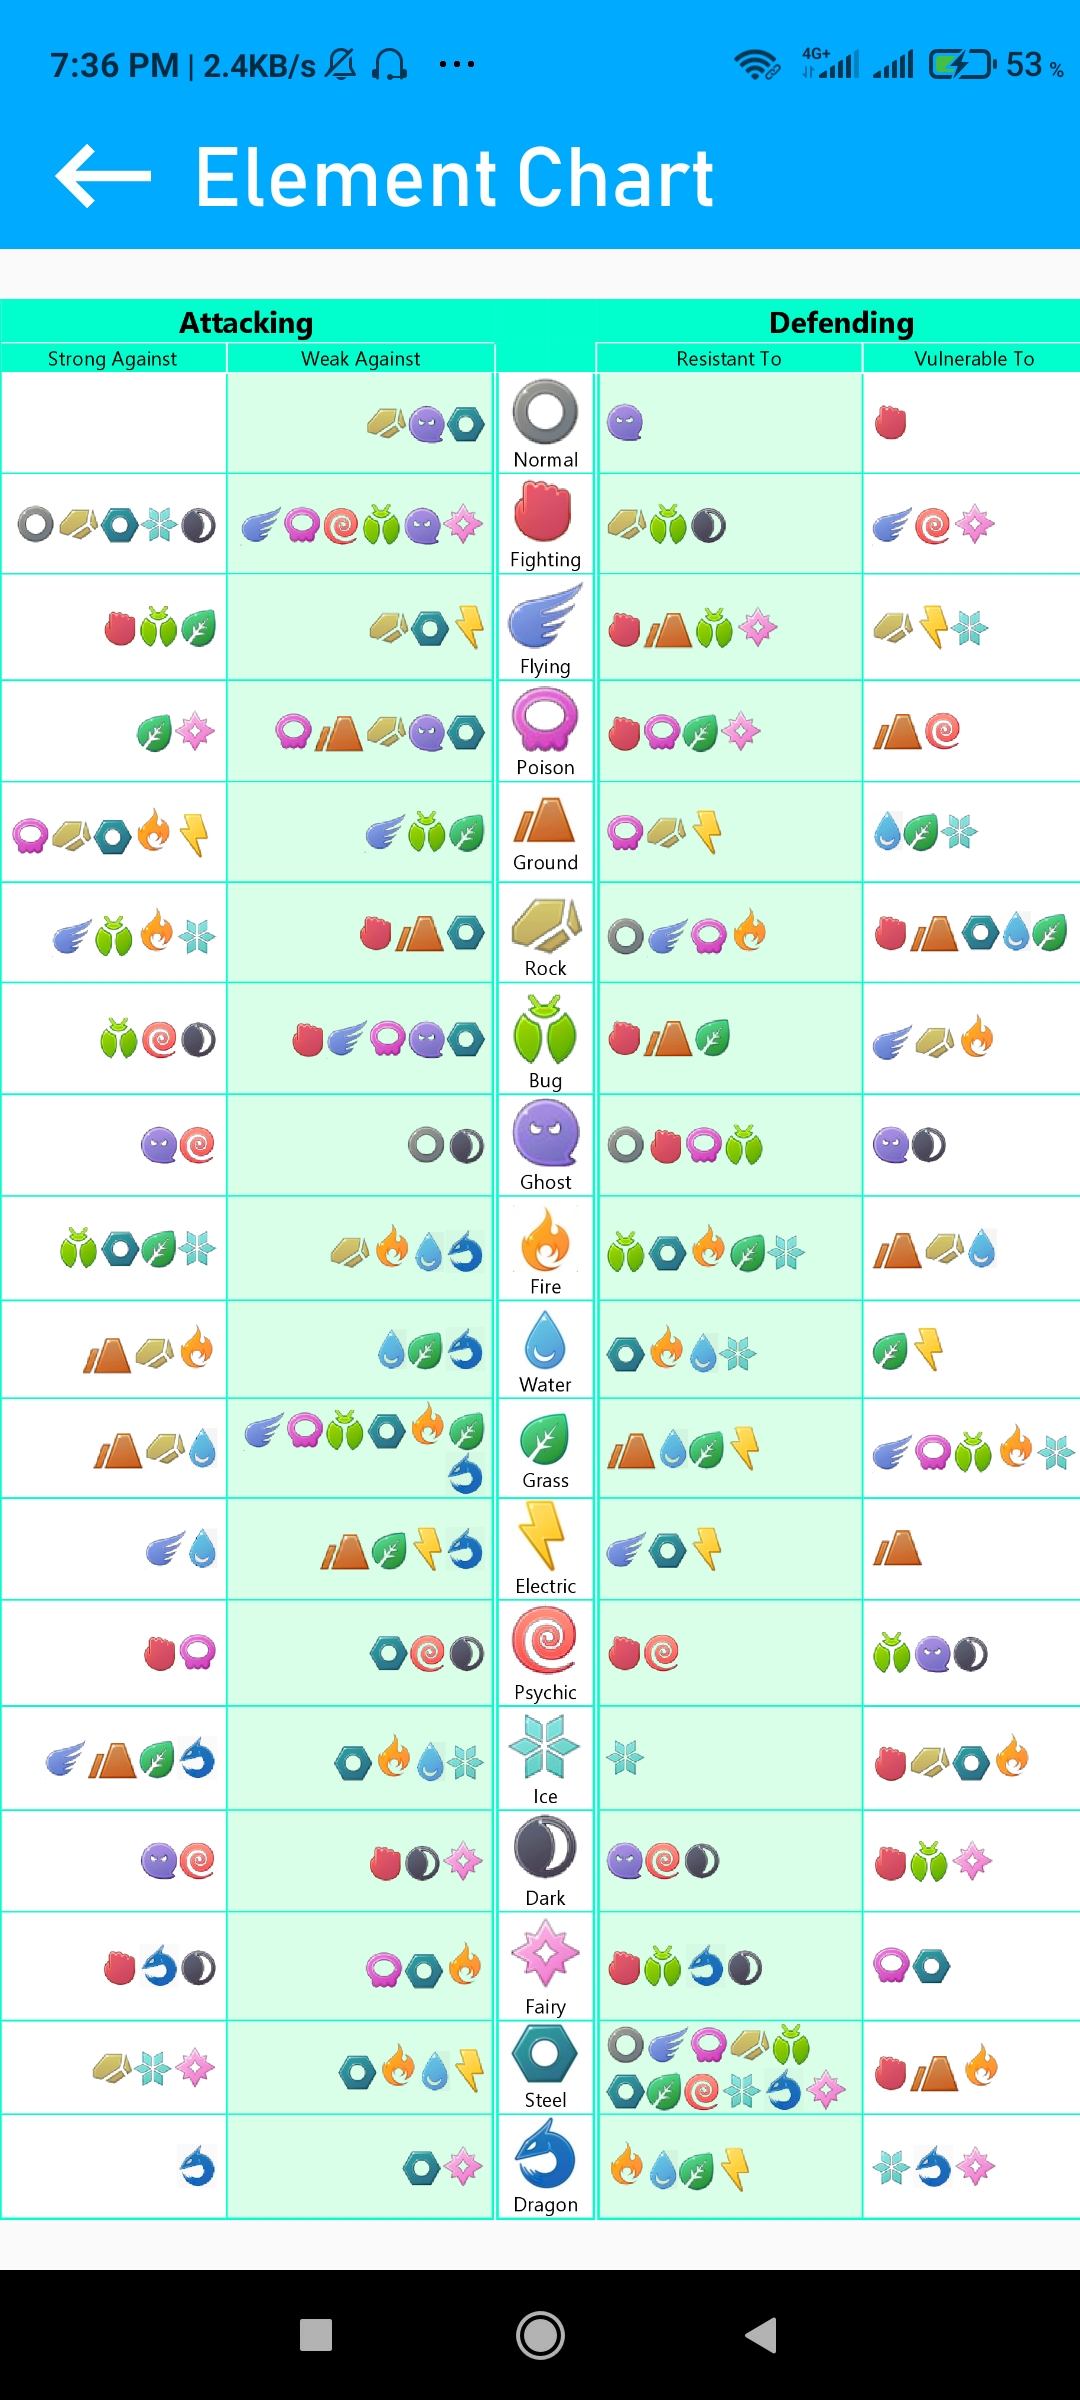 7:36 PM | 2.4KB/s ... 4G+ 53 %
Element Chart
Attacking Defending
Strong Against Weak Against Resistant To Vulnerable To
Normal
Fighting
Flying
Poison
Ground
Rock
Bug
Ghost
Fire
Water
Grass
Electric
Psychic
Ice
Dark
Fairy
Steel
Dragon